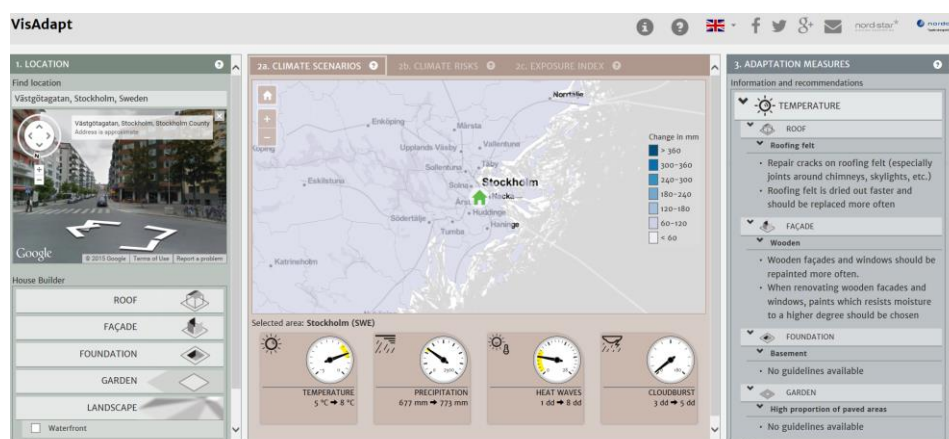 VisAdapt
nord-star
1. LOCATION
Find location
Västgötagatan, Stockholm, Sweden
Västgötagatan, Stockholm, Stockholm County
Address is approximate
Google
© 2015 Google
Terms of Use
Report a problem
House Builder
ROOF
FAÇADE
FOUNDATION
GARDEN
LANDSCAPE
Waterfront
2a. CLIMATE SCENARIOS
2b. CLIMATE RISKS
2c. EXPOSURE INDEX
Norrtälje
Enköping
Märsta
Upplands Väsby
Vallentuna
Täby
Sollentuna
Eskilstuna
Solna
Stockholm
Nacka
Huddinge
Södertälje
Haninge
Tumba
Katrineholm
Change in mm
> 360
300-360
240-300
180-240
120-180
60-120
< 60
Selected area: Stockholm (SWE)
TEMPERATURE
5 °C ➔ 8 °C
PRECIPITATION
677 mm ➔ 773 mm
HEAT WAVES
1 dd ➔ 8 dd
CLOUDBURST
3 dd ➔ 5 dd
3. ADAPTATION MEASURES
Information and recommendations
TEMPERATURE
ROOF
Roofing felt
• Repair cracks on roofing felt (especially
joints around chimneys, skylights, etc.)
• Roofing felt is dried out faster and
should be replaced more often
FAÇADE
Wooden
• Wooden façades and windows should be
repainted more often.
• When renovating wooden facades and
windows, paints which resists moisture
to a higher degree should be chosen
FOUNDATION
Basement
• No guidelines available
GARDEN
High proportion of paved areas
• No guidelines available